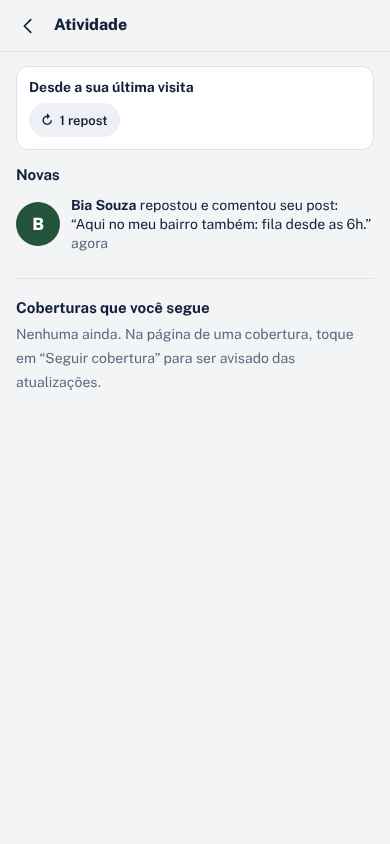 Atividade
Desde a sua última visita
1 repost
Novas
B
Bia Souza repostou e comentou seu post:
“Aqui no meu bairro também: fila desde as 6h.”
agora
Coberturas que você segue
Nenhuma ainda. Na página de uma cobertura, toque
em “Seguir cobertura” para ser avisado das
atualizações.